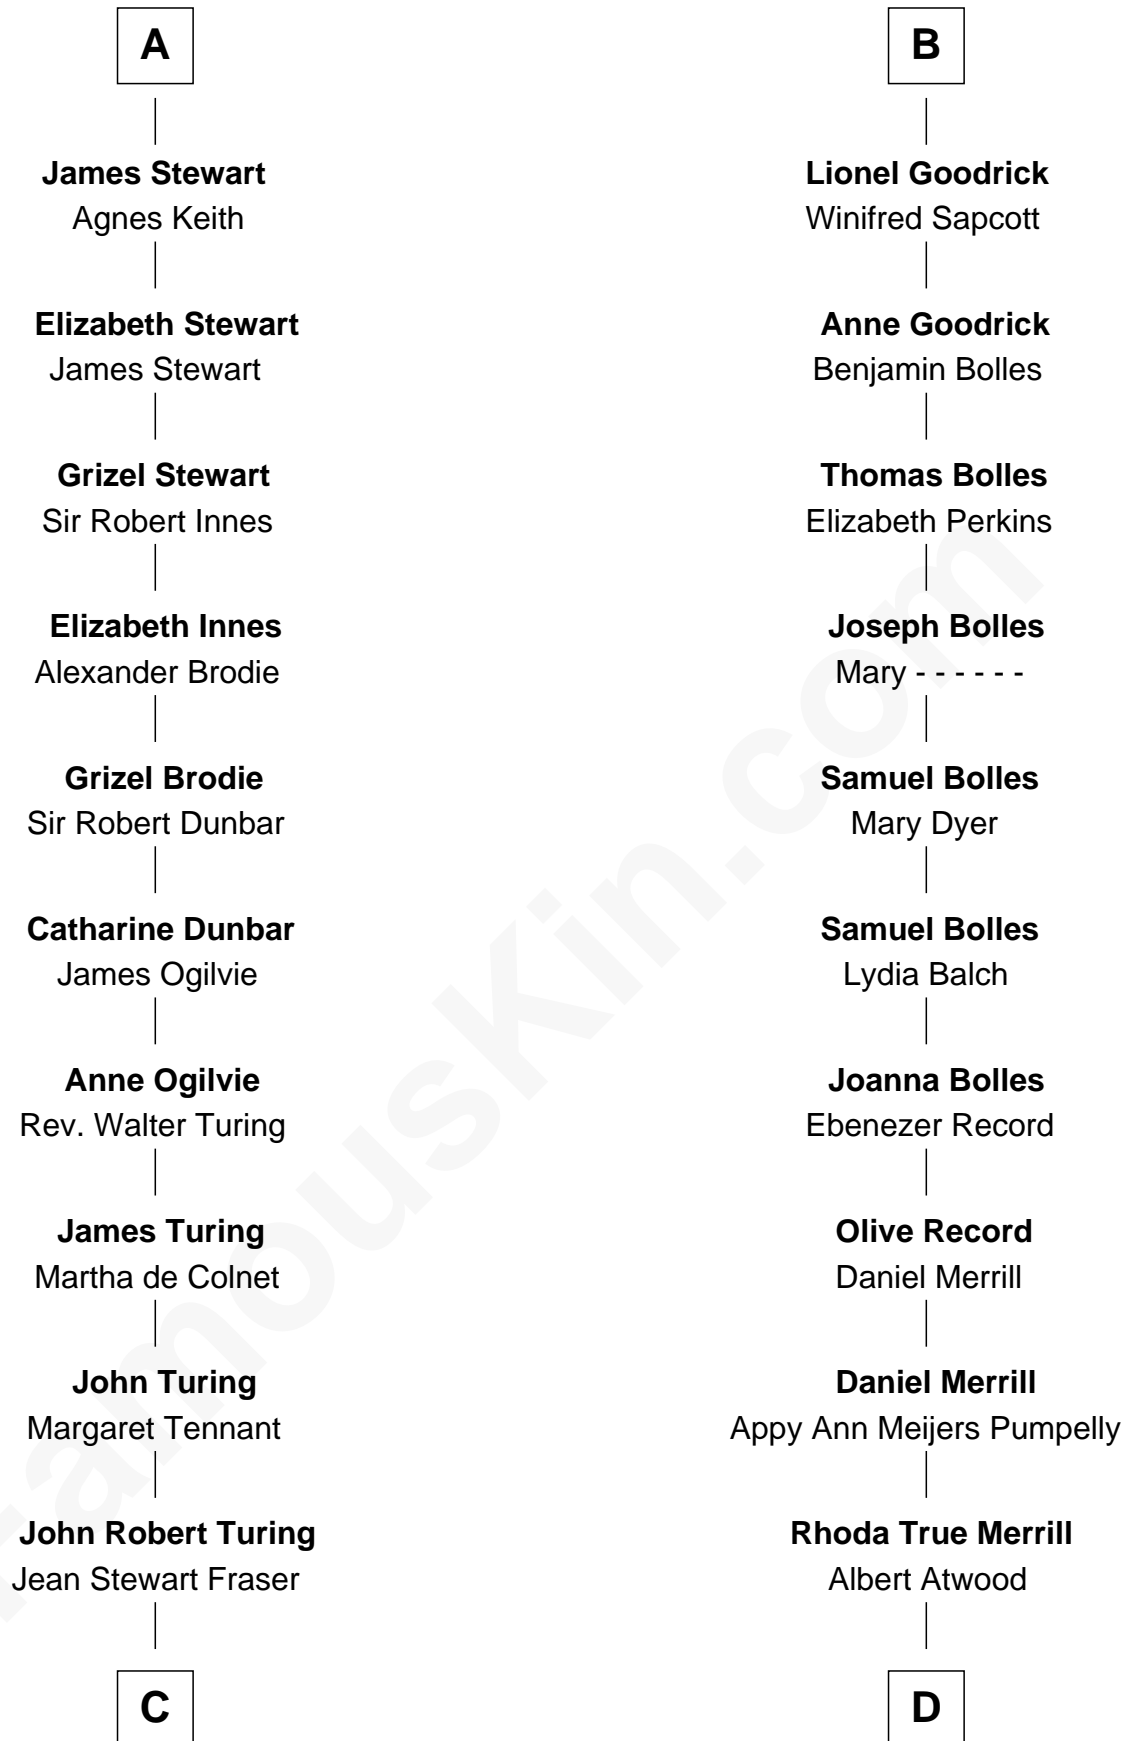 A
James Stewart
Agnes Keith
Elizabeth Stewart
James Stewart
Grizel Stewart
Sir Robert Innes
Elizabeth Innes
Alexander Brodie
Grizel Brodie
Sir Robert Dunbar
Catharine Dunbar
James Ogilvie
Anne Ogilvie
Rev. Walter Turing
James Turing
Martha de Colnet
John Turing
Margaret Tennant
John Robert Turing
Jean Stewart Fraser
C
B
Lionel Goodrick
Winifred Sapcott
Anne Goodrick
Benjamin Bolles
Thomas Bolles
Elizabeth Perkins
Joseph Bolles
Mary - - - - - -
Samuel Bolles
Mary Dyer
Samuel Bolles
Lydia Balch
Joanna Bolles
Ebenezer Record
Olive Record
Daniel Merrill
Daniel Merrill
Appy Ann Meijers Pumpelly
Rhoda True Merrill
Albert Atwood
D
FamousKin.com